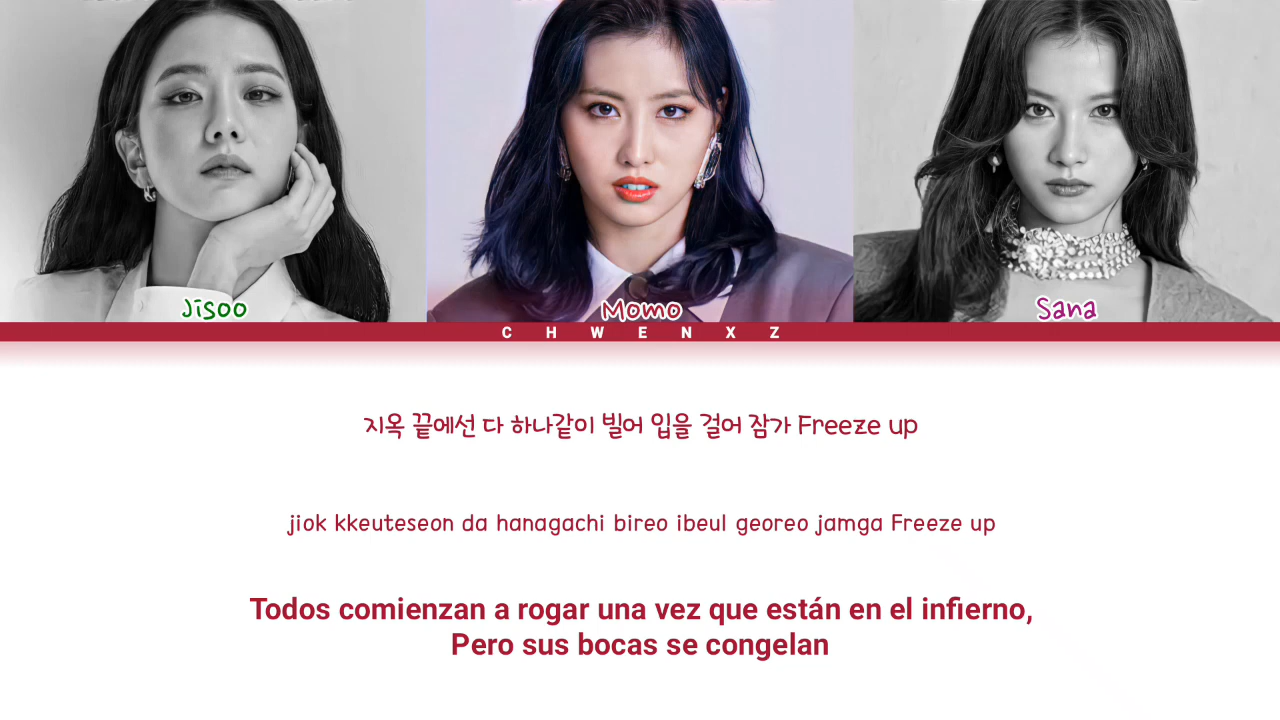 Jisoo
Momo
Sana
CHWENXZ
지옥 끝에선 다 하나같이 빌어 입을 걸어 잠가 Freeze up
jiok kkeuteseon da hanagachi bireo ibeul georeo jamga Freeze up
Todos comienzan a rogar una vez que están en el infierno,
Pero sus bocas se congelan